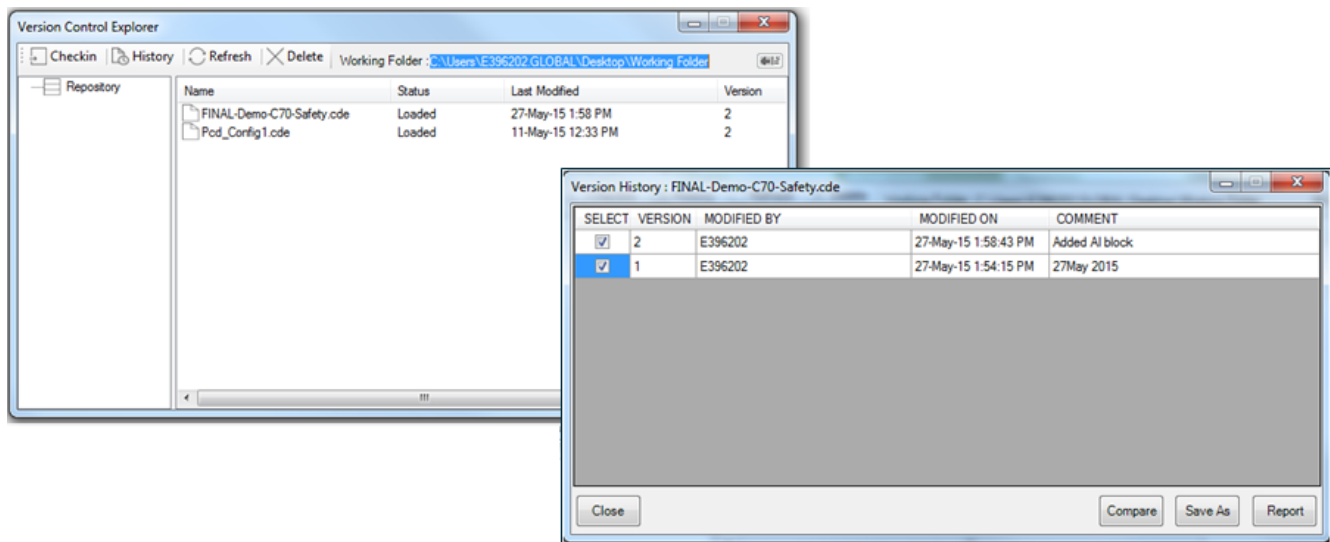 Version Control Explorer
Checkin History Refresh Delete Working Folder :C:\Users\E396202.GLOBAL\Desktop\Working Folder
Repository
Name Status Last Modified Version
FINAL-Demo-C70-Safety.cde Loaded 27-May-15 1:58 PM 2
Pcd_Config1.cde Loaded 11-May-15 12:33 PM 2
Version History : FINAL-Demo-C70-Safety.cde
SELECT VERSION MODIFIED BY MODIFIED ON COMMENT
2 E396202 27-May-15 1:58:43 PM Added AI block
1 E396202 27-May-15 1:54:15 PM 27May 2015
Close Compare Save As Report